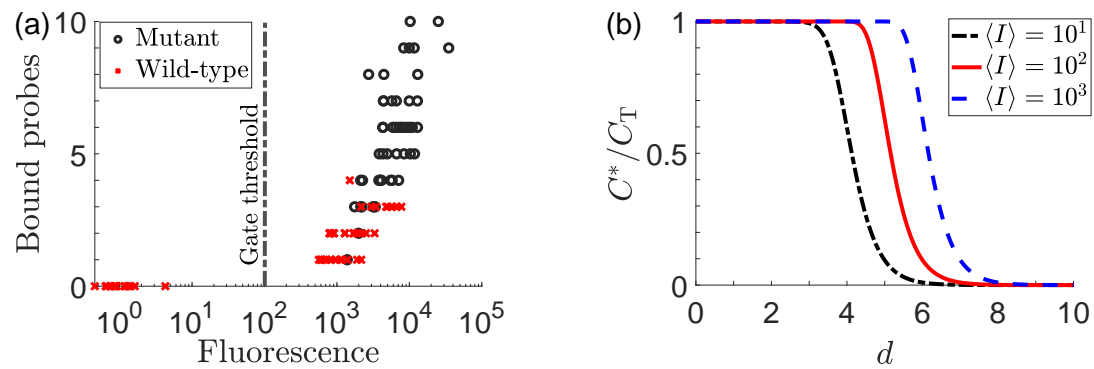 (a)
Bound probes
10
5
0
Mutant
Wild-type
Gate threshold
10^0
10^1
10^2
10^3
10^4
10^5
Fluorescence
(b)
C*/C_T
1
0.5
0
⟨I⟩ = 10^1
⟨I⟩ = 10^2
⟨I⟩ = 10^3
0 2 4 6 8 10
d